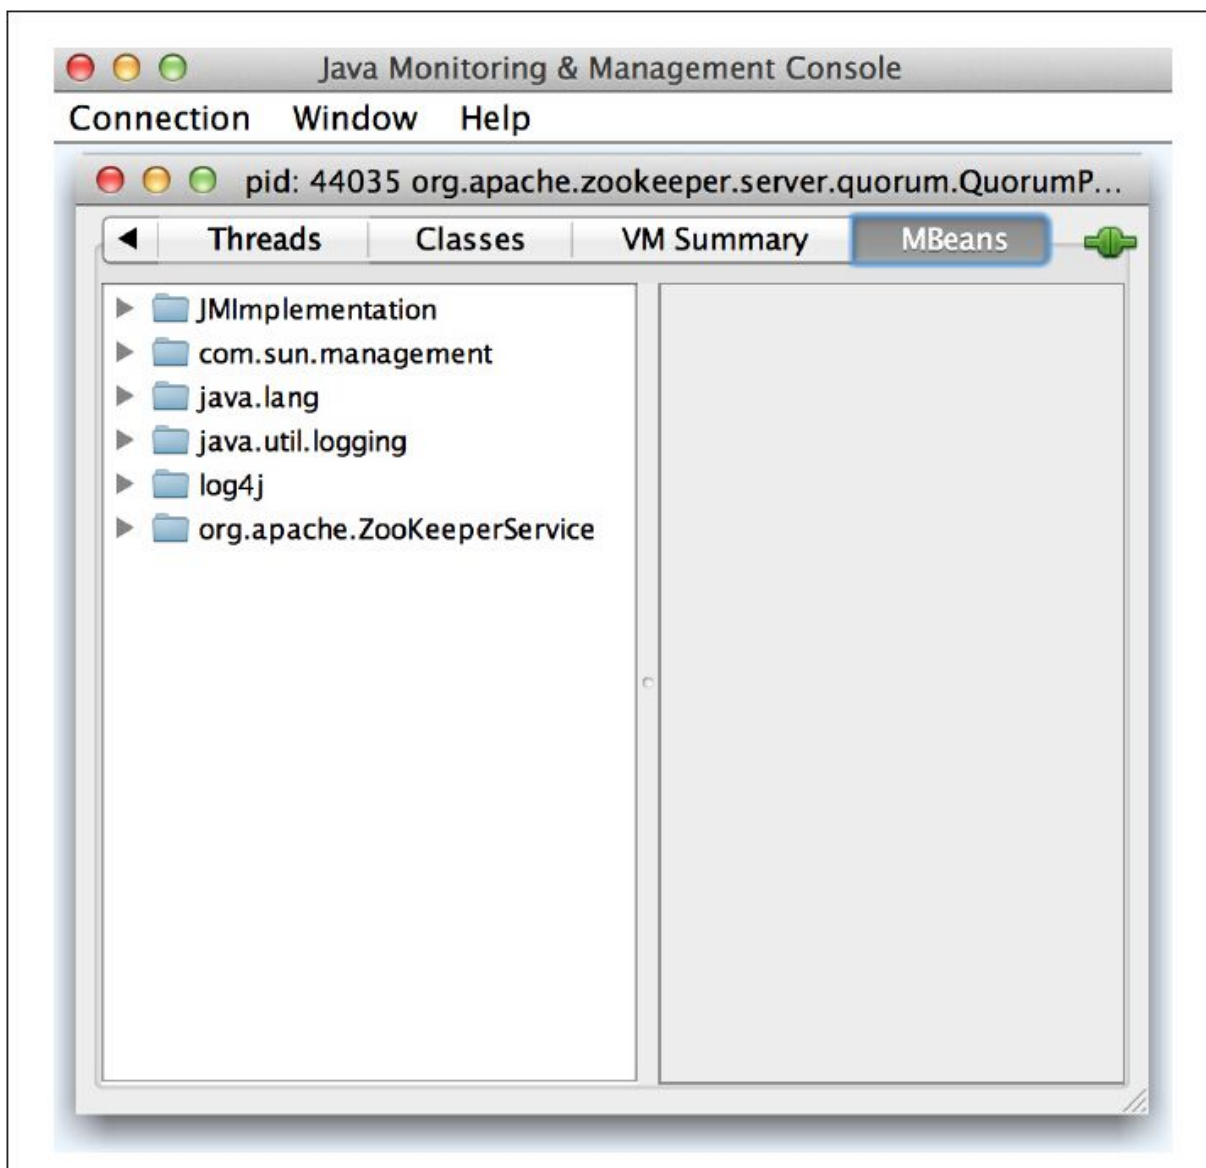 Java Monitoring & Management Console
Connection Window Help
pid: 44035 org.apache.zookeeper.server.quorum.QuorumP...
Threads Classes VM Summary MBeans
JMImplementation
com.sun.management
java.lang
java.util.logging
log4j
org.apache.ZooKeeperService